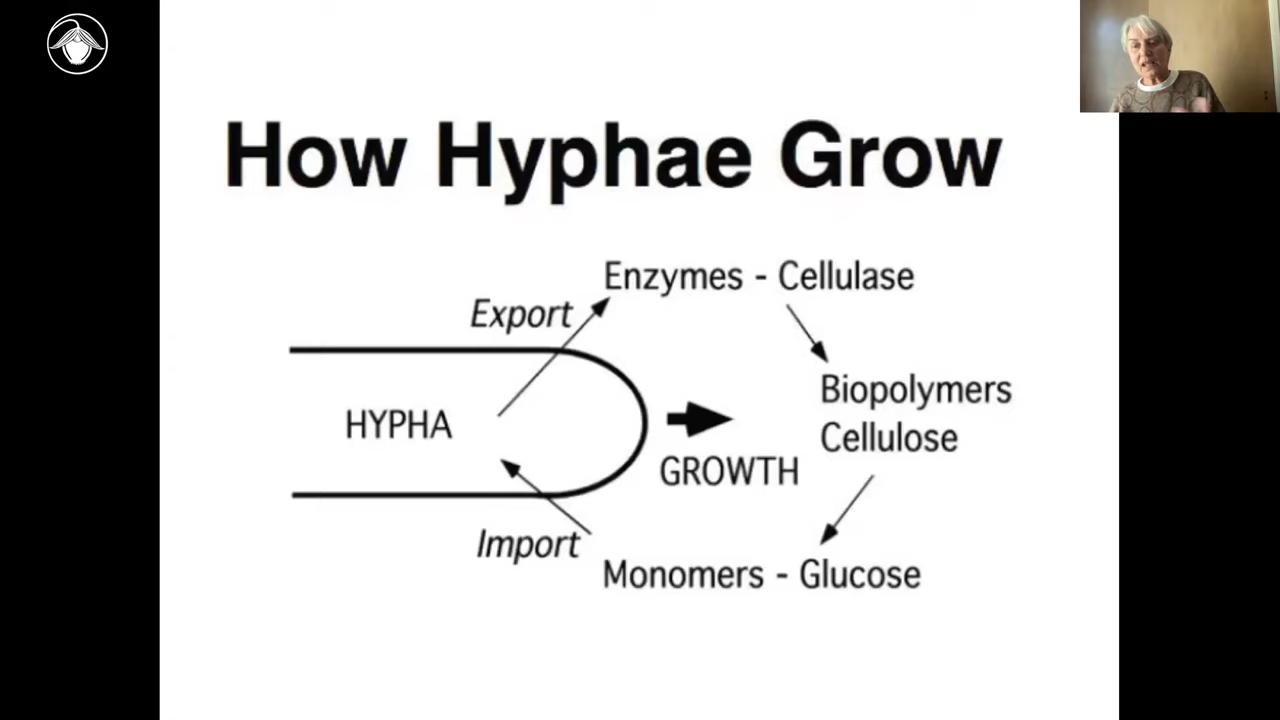 How Hyphae Grow
Enzymes - Cellulase
Export
Biopolymers
Cellulose
HYPHA
GROWTH
Import
Monomers - Glucose